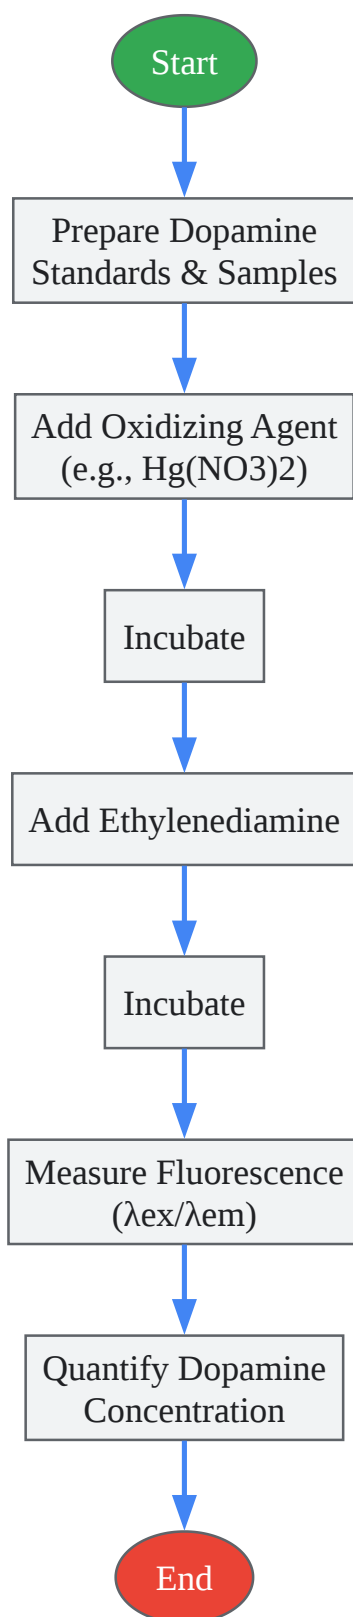 Start
Prepare Dopamine
Standards & Samples
Add Oxidizing Agent
(e.g., Hg(NO3)2)
Incubate
Add Ethylenediamine
Incubate
Measure Fluorescence
(λex/λem)
Quantify Dopamine
Concentration
End